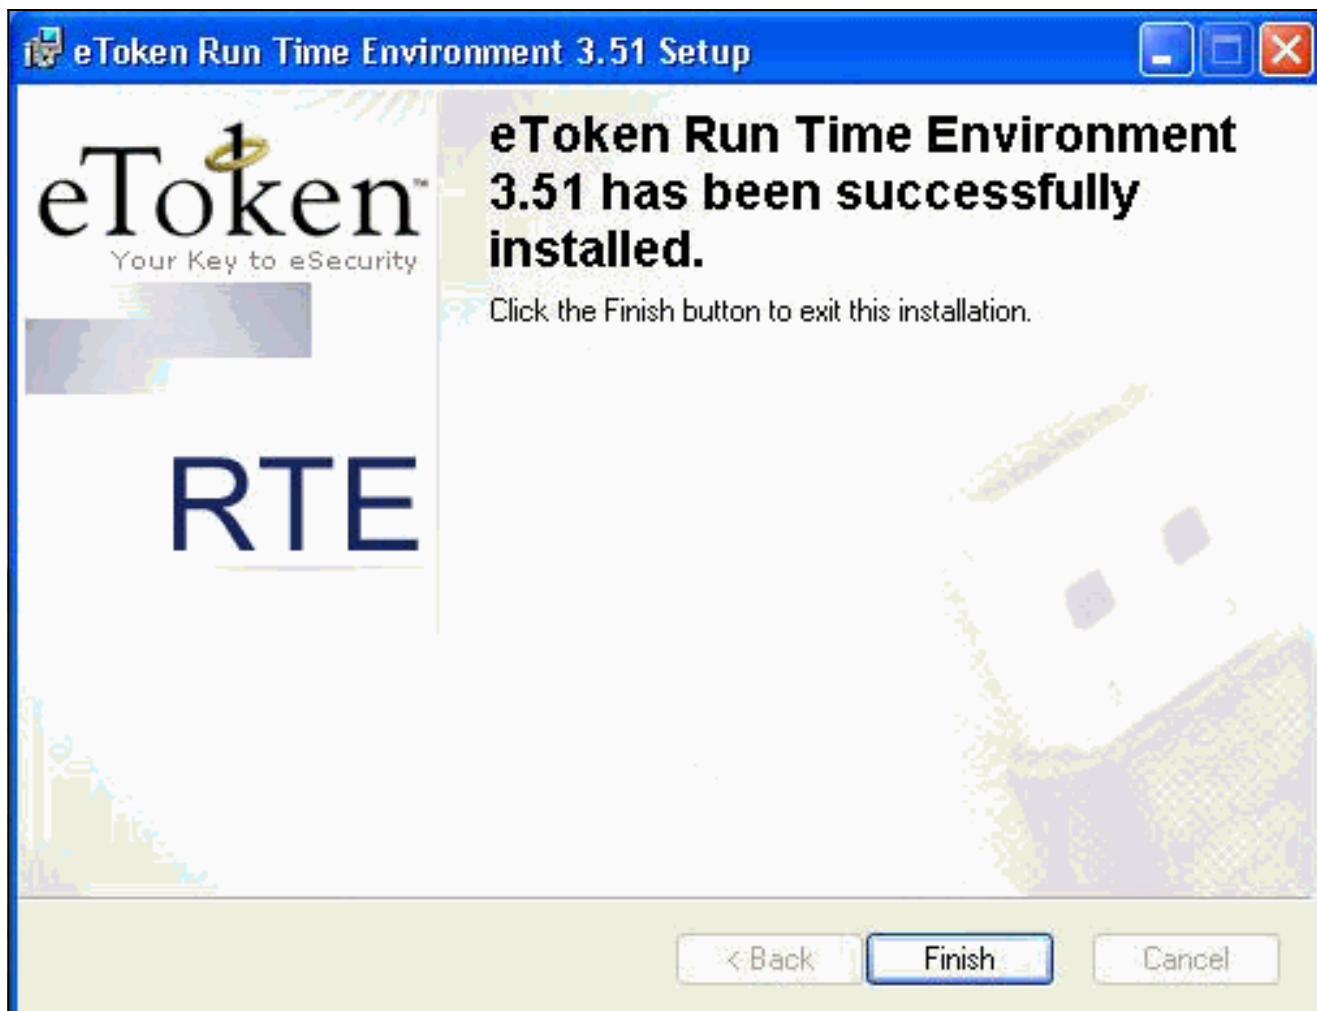 eToken Run Time Environment 3.51 Setup
eToken™
Your Key to eSecurity
RTE
eToken Run Time Environment
3.51 has been successfully
installed.
Click the Finish button to exit this installation.
< Back
Finish
Cancel